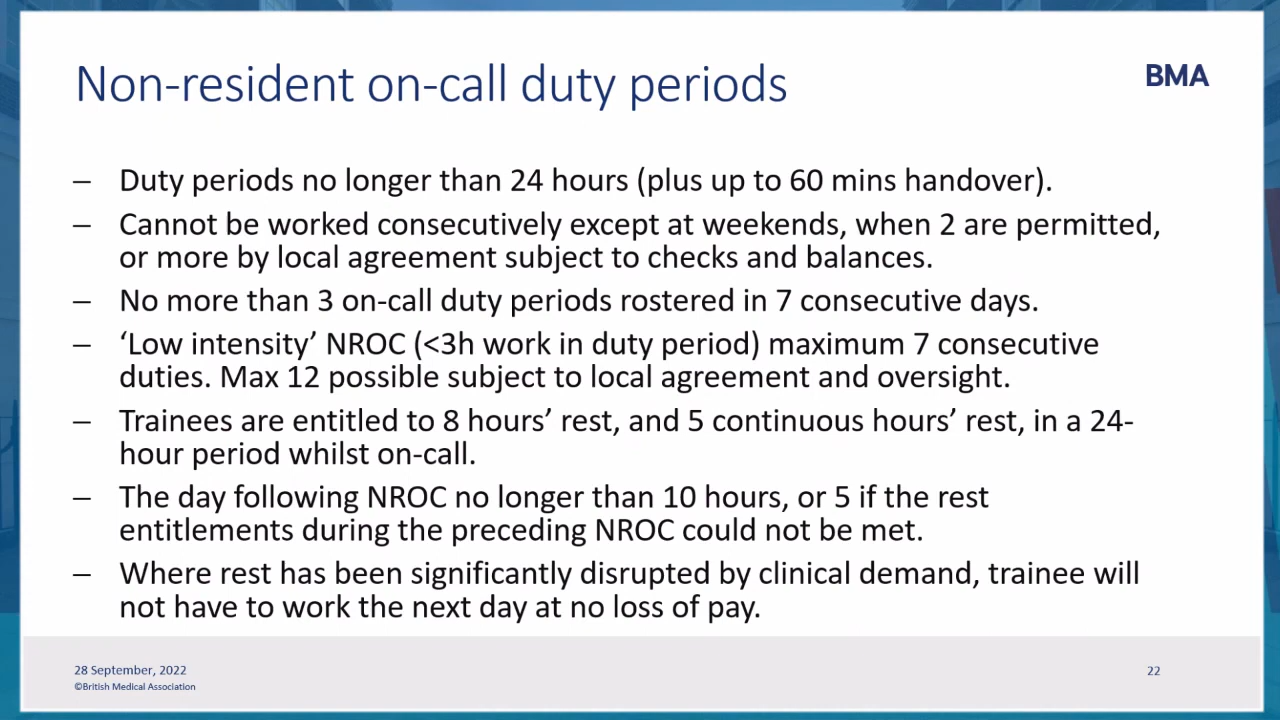 Non-resident on-call duty periods
BMA
– Duty periods no longer than 24 hours (plus up to 60 mins handover).
– Cannot be worked consecutively except at weekends, when 2 are permitted,
or more by local agreement subject to checks and balances.
– No more than 3 on-call duty periods rostered in 7 consecutive days.
– ‘Low intensity’ NROC (<3h work in duty period) maximum 7 consecutive
duties. Max 12 possible subject to local agreement and oversight.
– Trainees are entitled to 8 hours’ rest, and 5 continuous hours’ rest, in a 24-
hour period whilst on-call.
– The day following NROC no longer than 10 hours, or 5 if the rest
entitlements during the preceding NROC could not be met.
– Where rest has been significantly disrupted by clinical demand, trainee will
not have to work the next day at no loss of pay.
28 September, 2022
22
©British Medical Association